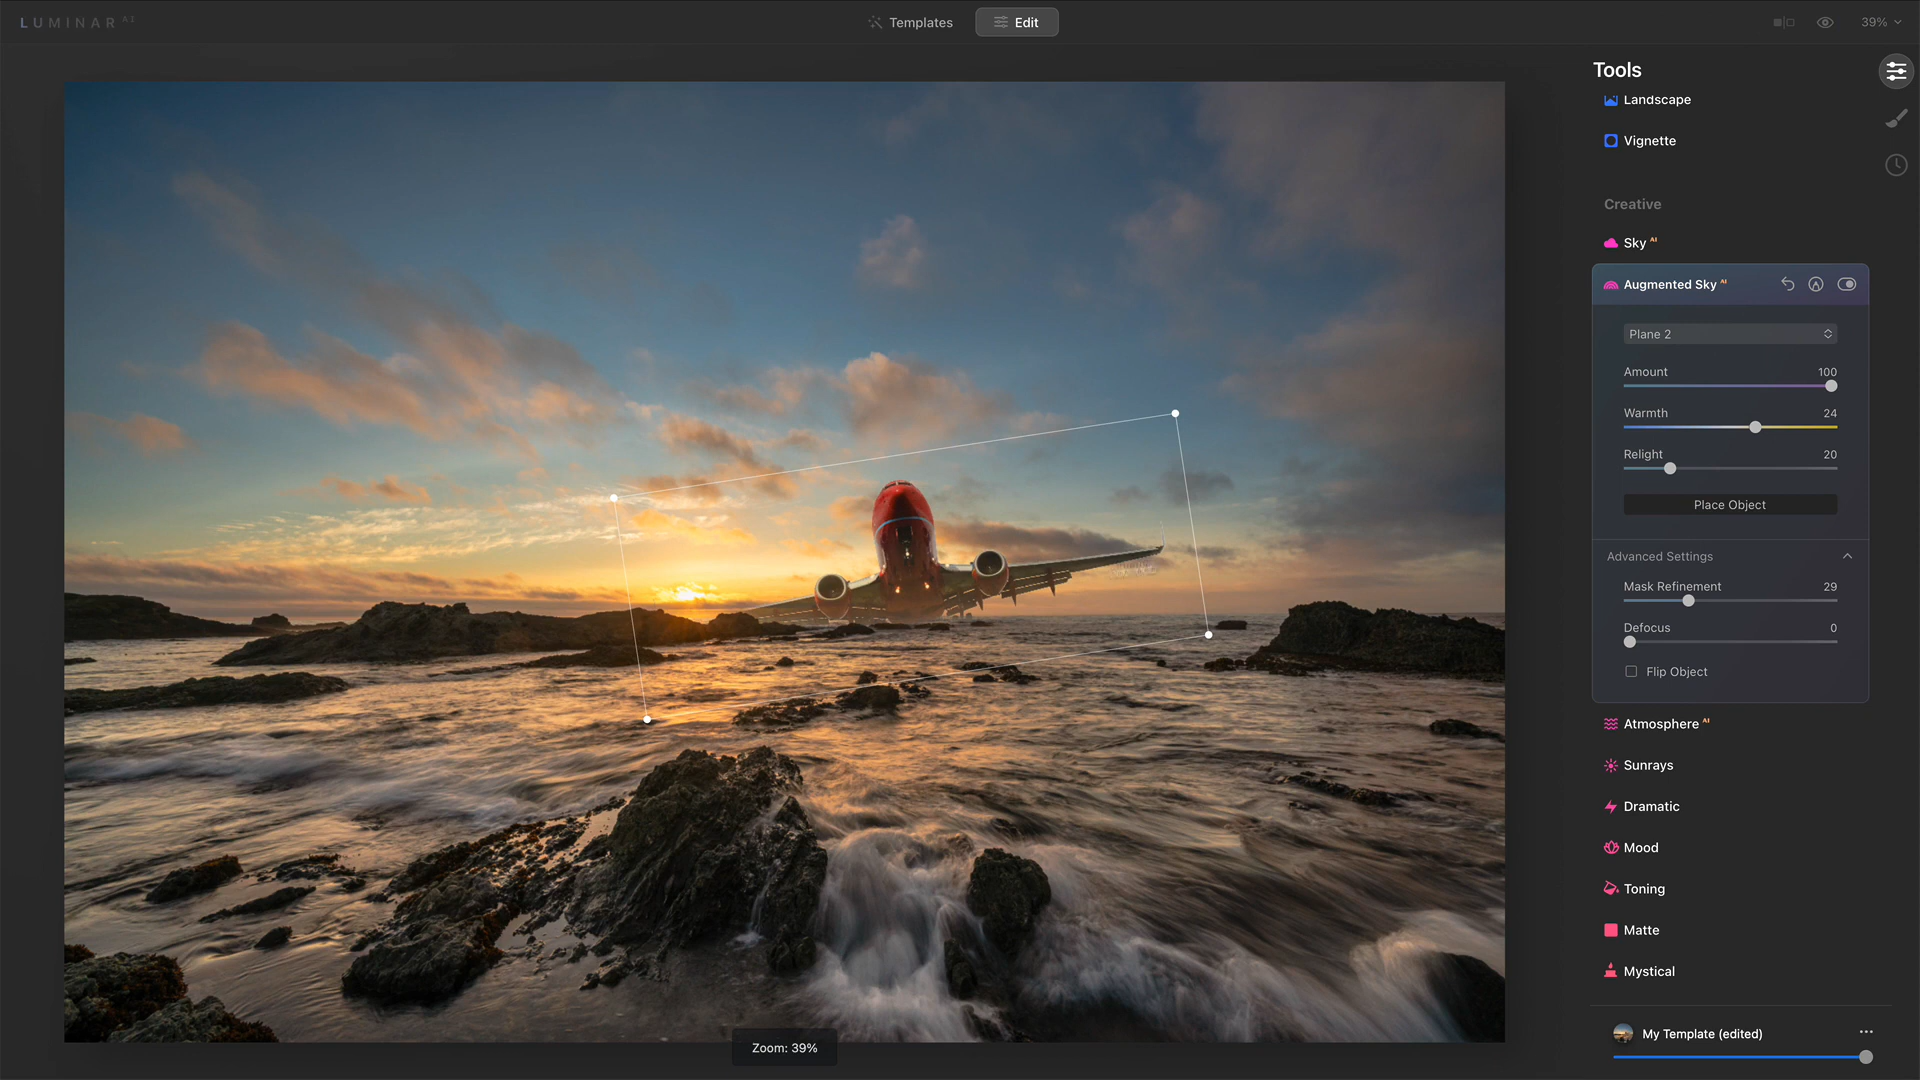 LUMINAR AI
Templates
Edit
39%
Tools
Landscape
Vignette
Creative
Sky AI
Augmented Sky AI
Plane 2
Amount 100
Warmth 24
Relight 20
Place Object
Advanced Settings
Mask Refinement 29
Defocus 0
Flip Object
Atmosphere AI
Sunrays
Dramatic
Mood
Toning
Matte
Mystical
My Template (edited)
Zoom: 39%